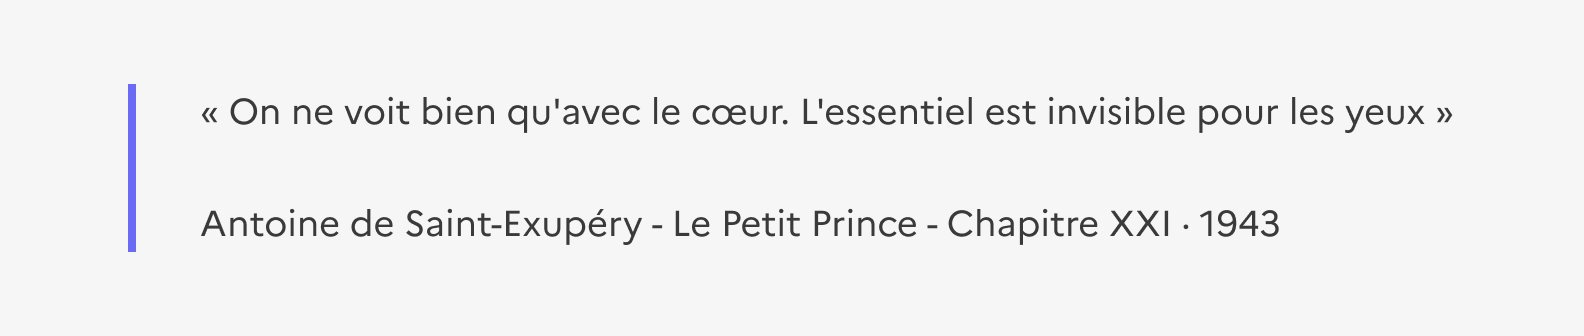 « On ne voit bien qu'avec le cœur. L'essentiel est invisible pour les yeux »
Antoine de Saint-Exupéry - Le Petit Prince - Chapitre XXI · 1943